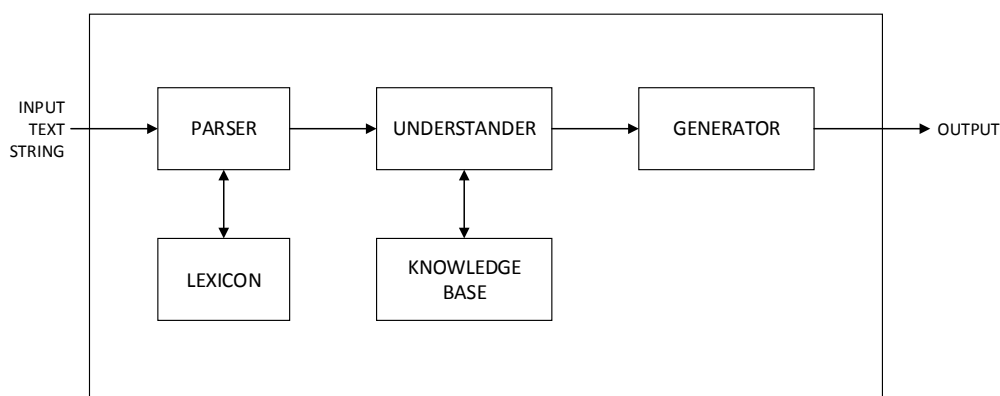 INPUT
TEXT
STRING
PARSER
UNDERSTANDER
GENERATOR
OUTPUT
LEXICON
KNOWLEDGE
BASE